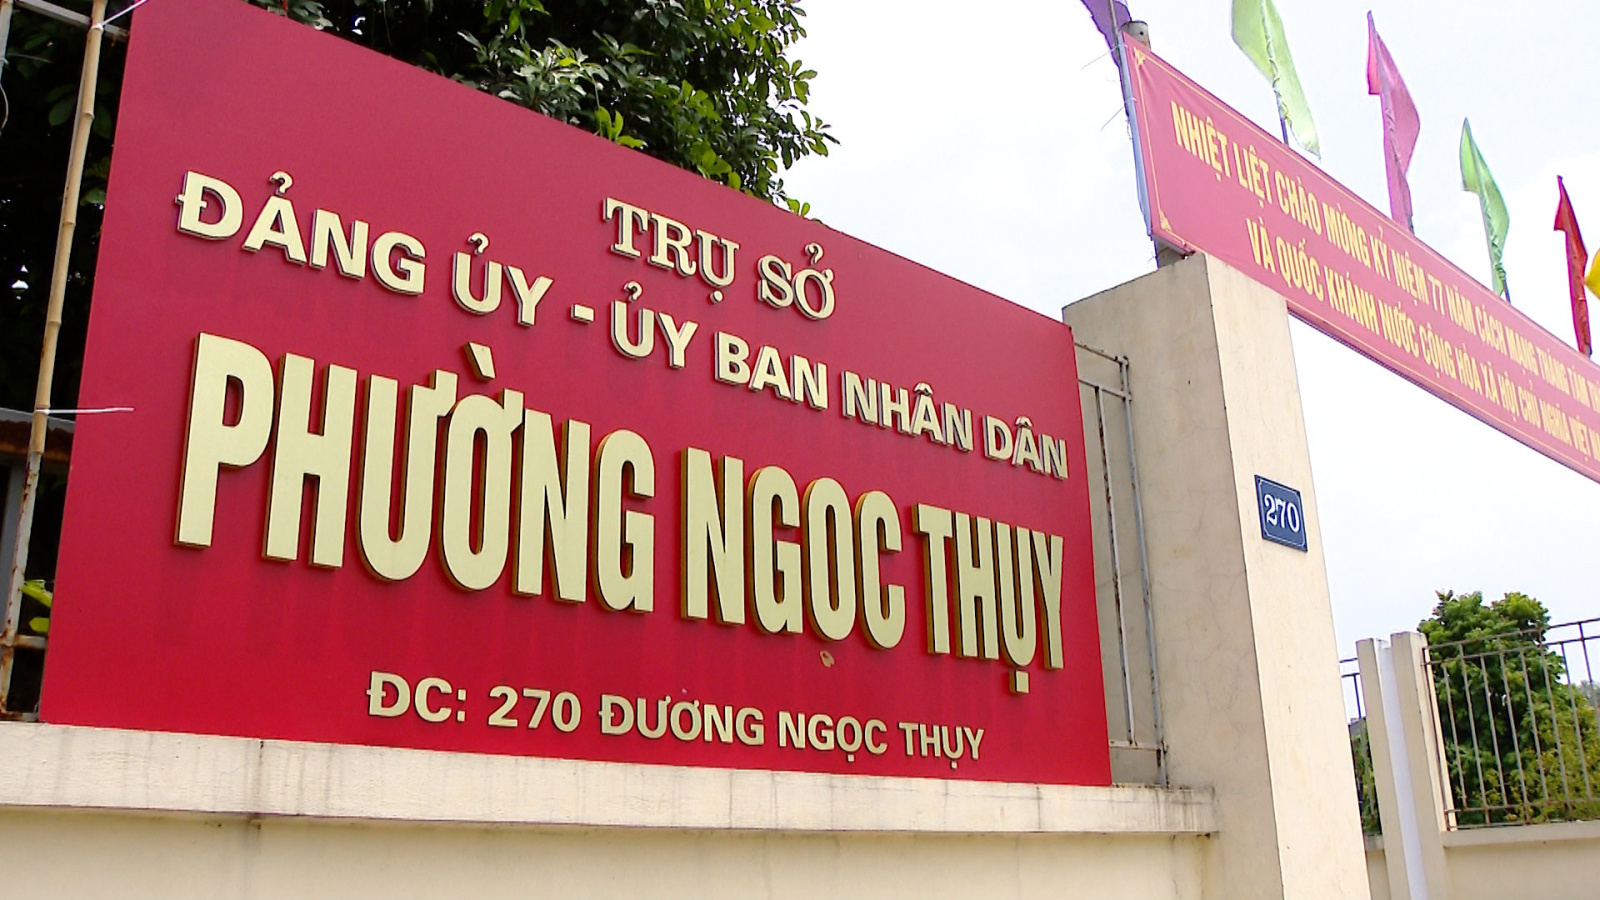 TRỤ SỞ
ĐẢNG ỦY - ỦY BAN NHÂN DÂN
PHƯỜNG NGỌC THỤY
ĐC: 270 ĐƯỜNG NGỌC THỤY
NHIỆT LIỆT CHÀO MỪNG KỶ NIỆM 77 NĂM CÁCH MẠNG THÁNG TÁM
VÀ QUỐC KHÁNH NƯỚC CỘNG HÒA XÃ HỘI CHỦ NGHĨA VIỆT
270